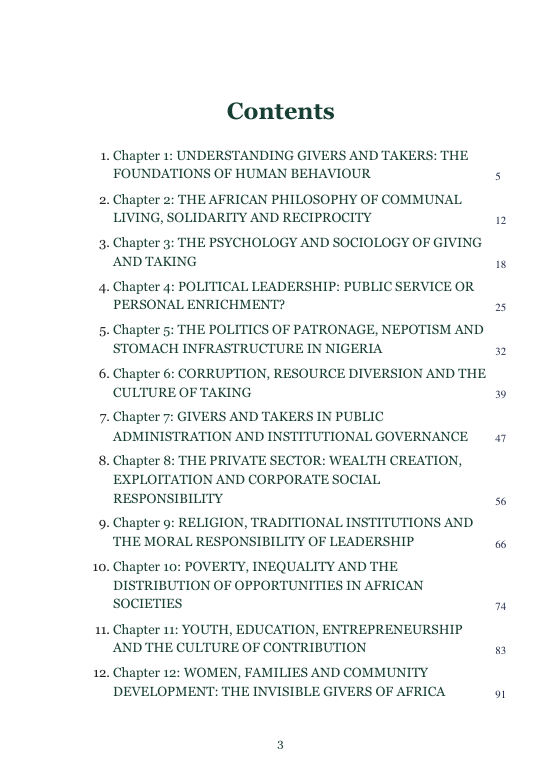 Contents
1. Chapter 1: UNDERSTANDING GIVERS AND TAKERS: THE
FOUNDATIONS OF HUMAN BEHAVIOUR 5
2. Chapter 2: THE AFRICAN PHILOSOPHY OF COMMUNAL
LIVING, SOLIDARITY AND RECIPROCITY 12
3. Chapter 3: THE PSYCHOLOGY AND SOCIOLOGY OF GIVING
AND TAKING 18
4. Chapter 4: POLITICAL LEADERSHIP: PUBLIC SERVICE OR
PERSONAL ENRICHMENT? 25
5. Chapter 5: THE POLITICS OF PATRONAGE, NEPOTISM AND
STOMACH INFRASTRUCTURE IN NIGERIA 32
6. Chapter 6: CORRUPTION, RESOURCE DIVERSION AND THE
CULTURE OF TAKING 39
7. Chapter 7: GIVERS AND TAKERS IN PUBLIC
ADMINISTRATION AND INSTITUTIONAL GOVERNANCE 47
8. Chapter 8: THE PRIVATE SECTOR: WEALTH CREATION,
EXPLOITATION AND CORPORATE SOCIAL
RESPONSIBILITY 56
9. Chapter 9: RELIGION, TRADITIONAL INSTITUTIONS AND
THE MORAL RESPONSIBILITY OF LEADERSHIP 66
10. Chapter 10: POVERTY, INEQUALITY AND THE
DISTRIBUTION OF OPPORTUNITIES IN AFRICAN
SOCIETIES 74
11. Chapter 11: YOUTH, EDUCATION, ENTREPRENEURSHIP
AND THE CULTURE OF CONTRIBUTION 83
12. Chapter 12: WOMEN, FAMILIES AND COMMUNITY
DEVELOPMENT: THE INVISIBLE GIVERS OF AFRICA 91
3